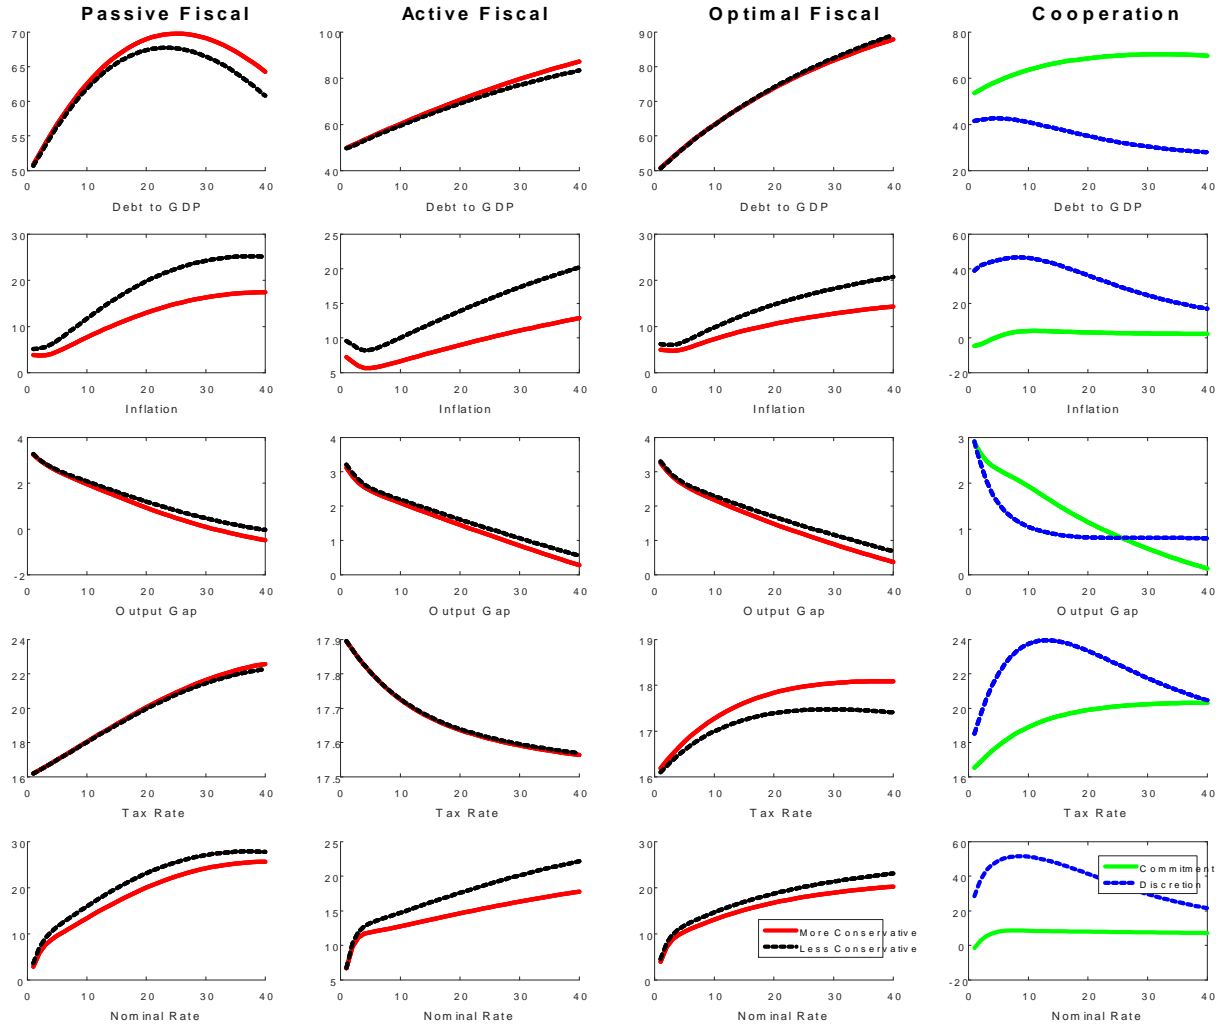 Passive Fiscal
Active Fiscal
Optimal Fiscal
Cooperation
70
65
60
55
50
0 10 20 30 40
Debt to GDP
100
80
60
40
0 10 20 30 40
Debt to GDP
90
80
70
60
50
0 10 20 30 40
Debt to GDP
80
60
40
20
0 10 20 30 40
Debt to GDP
30
20
10
0
0 10 20 30 40
Inflation
25
20
15
10
5
0 10 20 30 40
Inflation
30
20
10
0
0 10 20 30 40
Inflation
60
40
20
0
-20
0 10 20 30 40
Inflation
4
2
0
-2
0 10 20 30 40
Output Gap
4
3
2
1
0
0 10 20 30 40
Output Gap
4
3
2
1
0
0 10 20 30 40
Output Gap
3
2
1
0
0 10 20 30 40
Output Gap
24
22
20
18
16
0 10 20 30 40
Tax Rate
17.9
17.8
17.7
17.6
17.5
0 10 20 30 40
Tax Rate
19
18
17
16
0 10 20 30 40
Tax Rate
24
22
20
18
16
0 10 20 30 40
Tax Rate
30
20
10
0
0 10 20 30 40
Nominal Rate
25
20
15
10
5
0 10 20 30 40
Nominal Rate
30
20
10
0
More Conservative
Less Conservative
0 10 20 30 40
Nominal Rate
60
40
20
0
-20
Commitment
Discretion
0 10 20 30 40
Nominal Rate